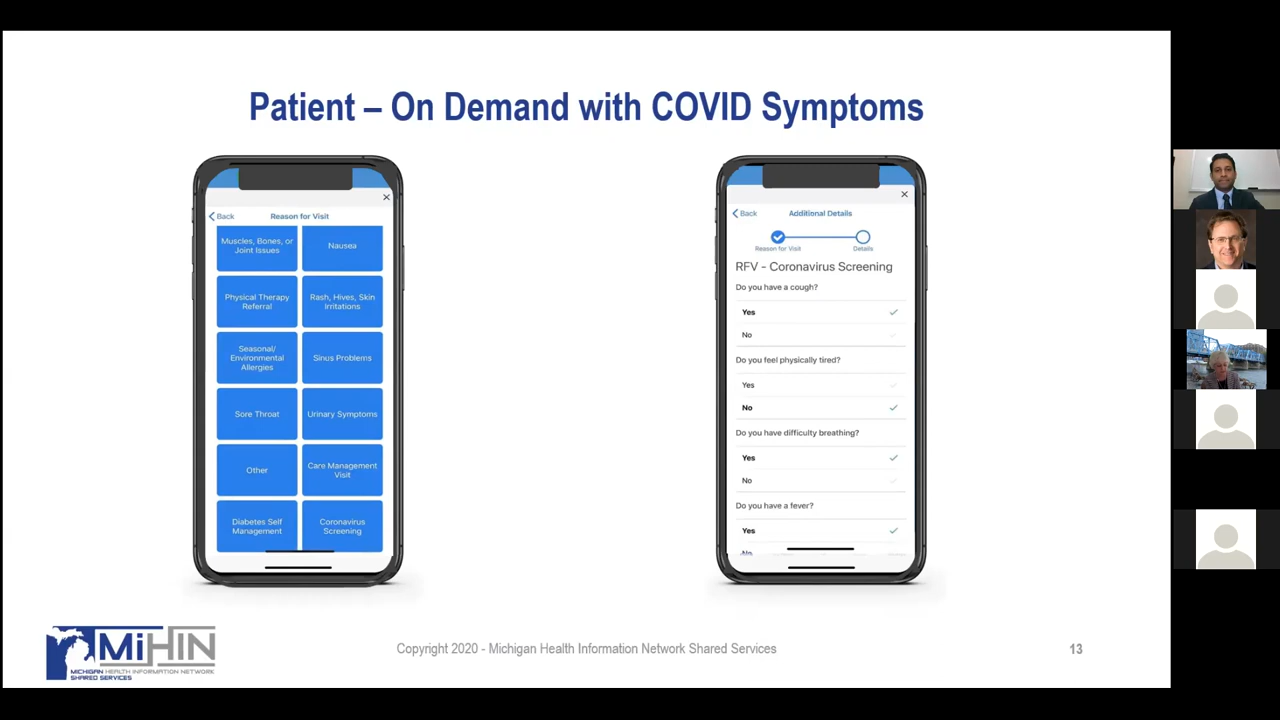 Patient – On Demand with COVID Symptoms
Back
Reason for Visit
Muscles, Bones, or
Joint Issues
Nausea
Physical Therapy
Referral
Rash, Hives, Skin
Irritations
Seasonal/
Environmental
Allergies
Sinus Problems
Sore Throat
Urinary Symptoms
Other
Care Management
Visit
Diabetes Self
Management
Coronavirus
Screening
Back
Additional Details
Reason for Visit
Details
RFV - Coronavirus Screening
Do you have a cough?
Yes
No
Do you feel physically tired?
Yes
No
Do you have difficulty breathing?
Yes
No
Do you have a fever?
Yes
No
MiHIN
MICHIGAN HEALTH INFORMATION NETWORK
SHARED SERVICES
Copyright 2020 - Michigan Health Information Network Shared Services
13